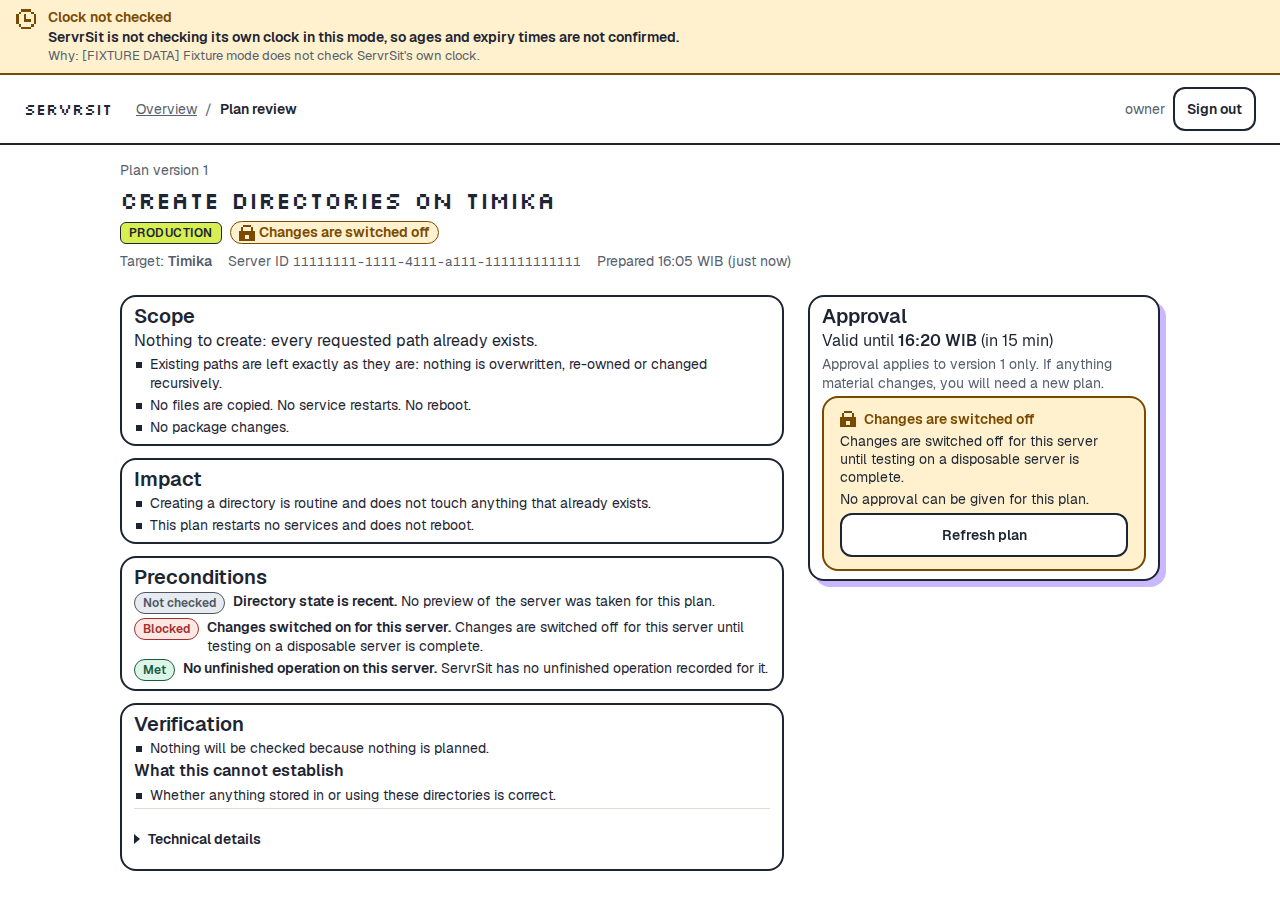 Clock not checked
ServrSit is not checking its own clock in this mode, so ages and expiry times are not confirmed.
Why: [FIXTURE DATA] Fixture mode does not check ServrSit's own clock.
SERVRSIT
Overview / Plan review
owner
Sign out
Plan version 1
CREATE DIRECTORIES ON TIMIKA
PRODUCTION
Changes are switched off
Target: Timika Server ID 11111111-1111-4111-a111-111111111111 Prepared 16:05 WIB (just now)
Scope
Nothing to create: every requested path already exists.
Existing paths are left exactly as they are: nothing is overwritten, re-owned or changed
recursively.
No files are copied. No service restarts. No reboot.
No package changes.
Impact
Creating a directory is routine and does not touch anything that already exists.
This plan restarts no services and does not reboot.
Preconditions
Not checked Directory state is recent. No preview of the server was taken for this plan.
Blocked Changes switched on for this server. Changes are switched off for this server until
testing on a disposable server is complete.
Met No unfinished operation on this server. ServrSit has no unfinished operation recorded for it.
Verification
Nothing will be checked because nothing is planned.
What this cannot establish
Whether anything stored in or using these directories is correct.
Technical details
Approval
Valid until 16:20 WIB (in 15 min)
Approval applies to version 1 only. If anything
material changes, you will need a new plan.
Changes are switched off
Changes are switched off for this server
until testing on a disposable server is
complete.
No approval can be given for this plan.
Refresh plan